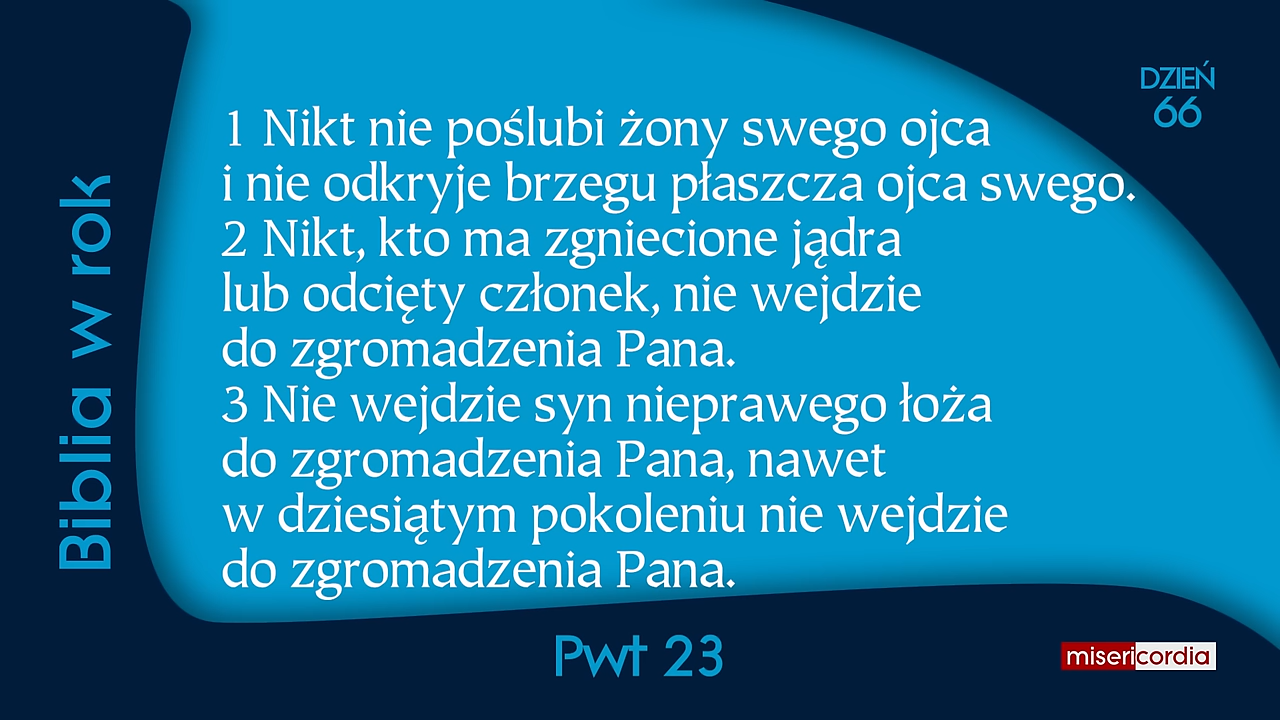 DZIEŃ
66
1 Nikt nie poślubi żony swego ojca
i nie odkryje brzegu płaszcza ojca swego.
2 Nikt, kto ma zgniecione jądra
lub odcięty członek, nie wejdzie
do zgromadzenia Pana.
3 Nie wejdzie syn nieprawego łoża
do zgromadzenia Pana, nawet
w dziesiątym pokoleniu nie wejdzie
do zgromadzenia Pana.
Biblia w rok
Pwt 23
misericordia